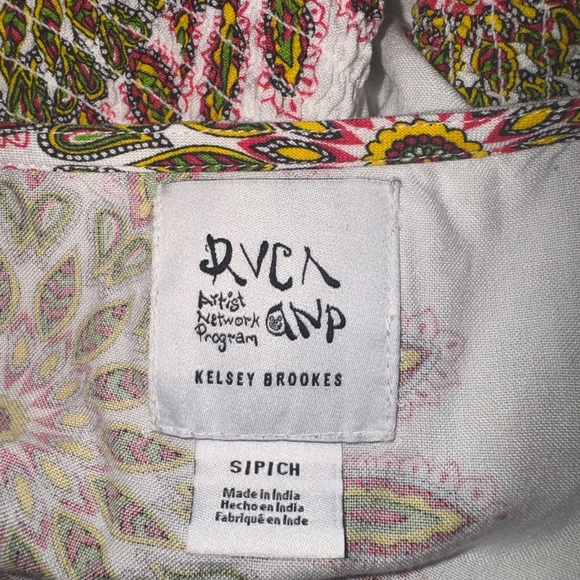 RVCA
Artist
Network
Program
ANP
KELSEY BROOKES
S|P|CH
Made in India
Hecho en India
Fabriqué en Inde